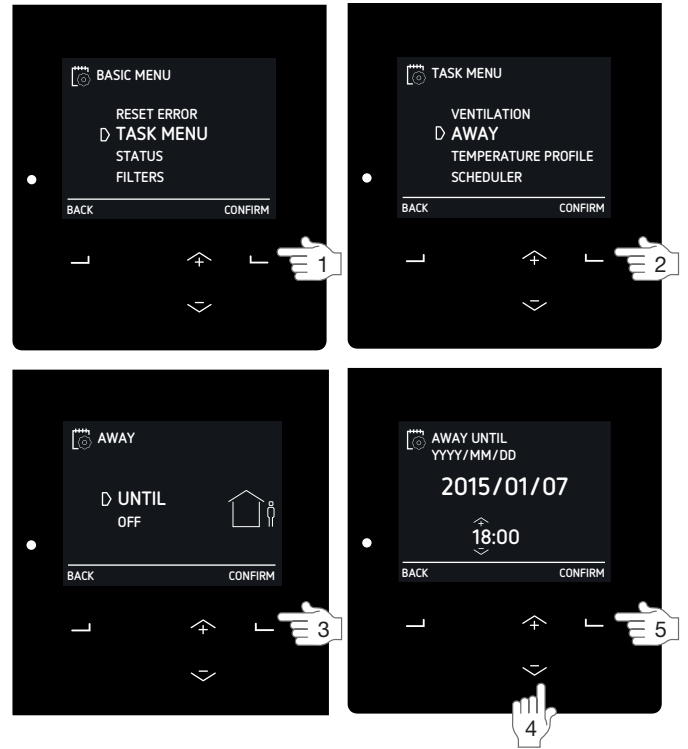 BASIC MENU
RESET ERROR
TASK MENU
STATUS
FILTERS
BACK CONFIRM
1
TASK MENU
VENTILATION
AWAY
TEMPERATURE PROFILE
SCHEDULER
BACK CONFIRM
2
AWAY
UNTIL
OFF
BACK CONFIRM
3
AWAY UNTIL
YYYY/MM/DD
2015/01/07
18:00
BACK CONFIRM
5
4